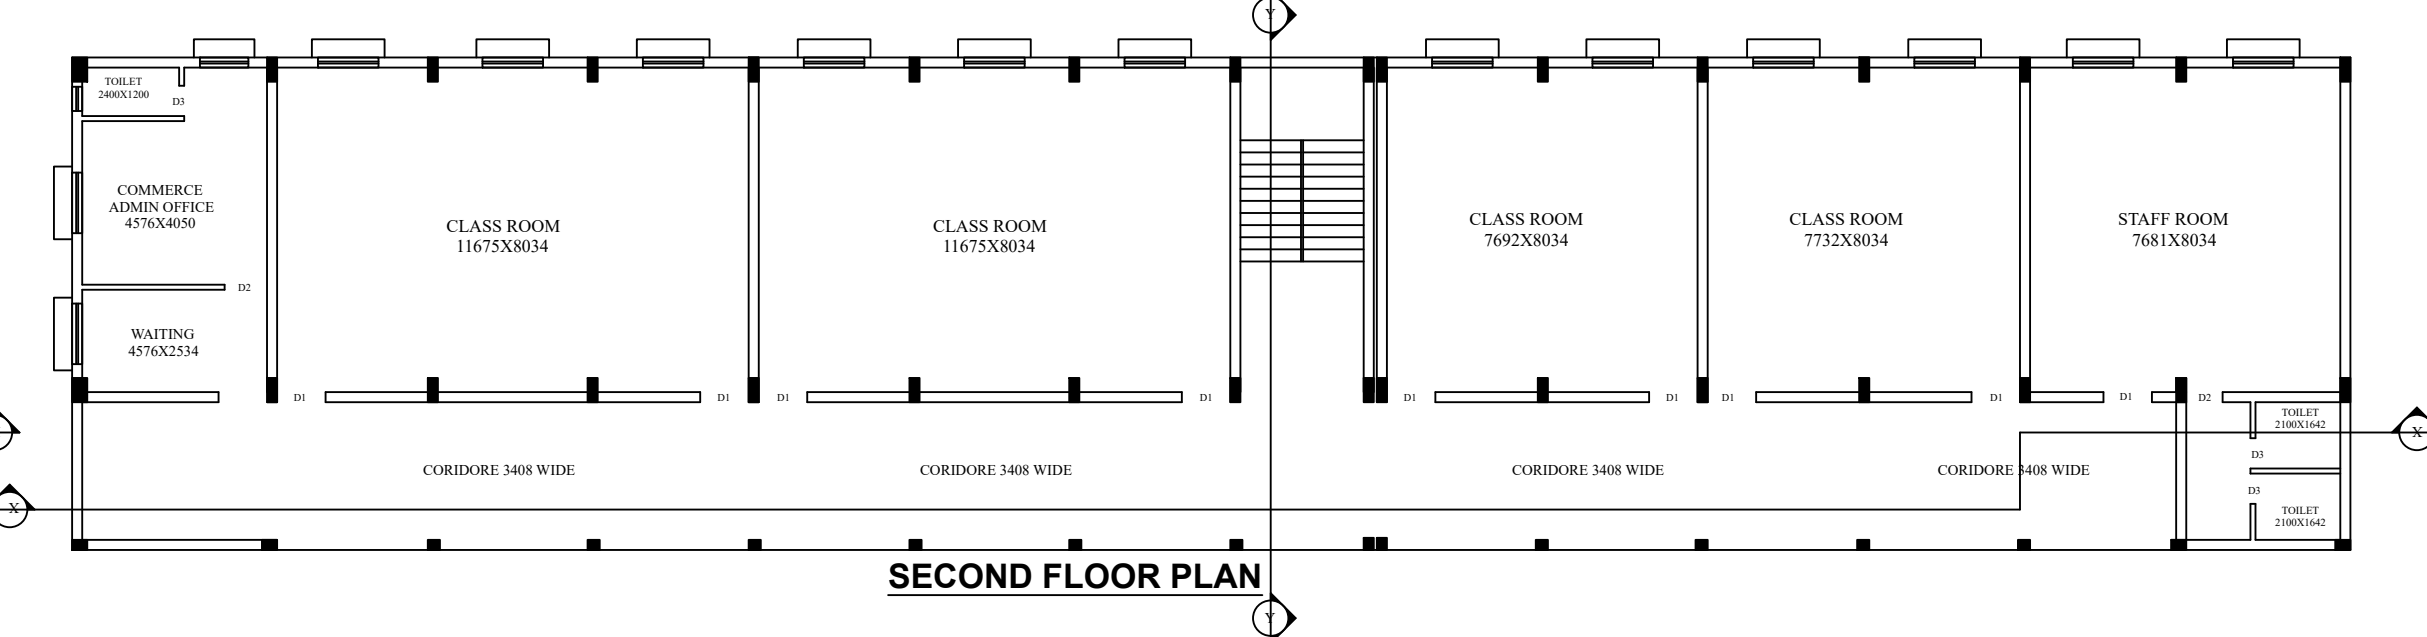 Y
TOILET
2400X1200
D3
COMMERCE
ADMIN OFFICE
4576X4050
D2
WAITING
4576X2534
CLASS ROOM
11675X8034
CLASS ROOM
11675X8034
CLASS ROOM
7692X8034
CLASS ROOM
7732X8034
STAFF ROOM
7681X8034
D1
D1
D1
D1
D1
D1
D1
D1
D1
D2
TOILET
2100X1642
X
D3
CORIDORE 3408 WIDE
CORIDORE 3408 WIDE
CORIDORE 3408 WIDE
CORIDORE 3408 WIDE
D3
X
TOILET
2100X1642
SECOND FLOOR PLAN
Y